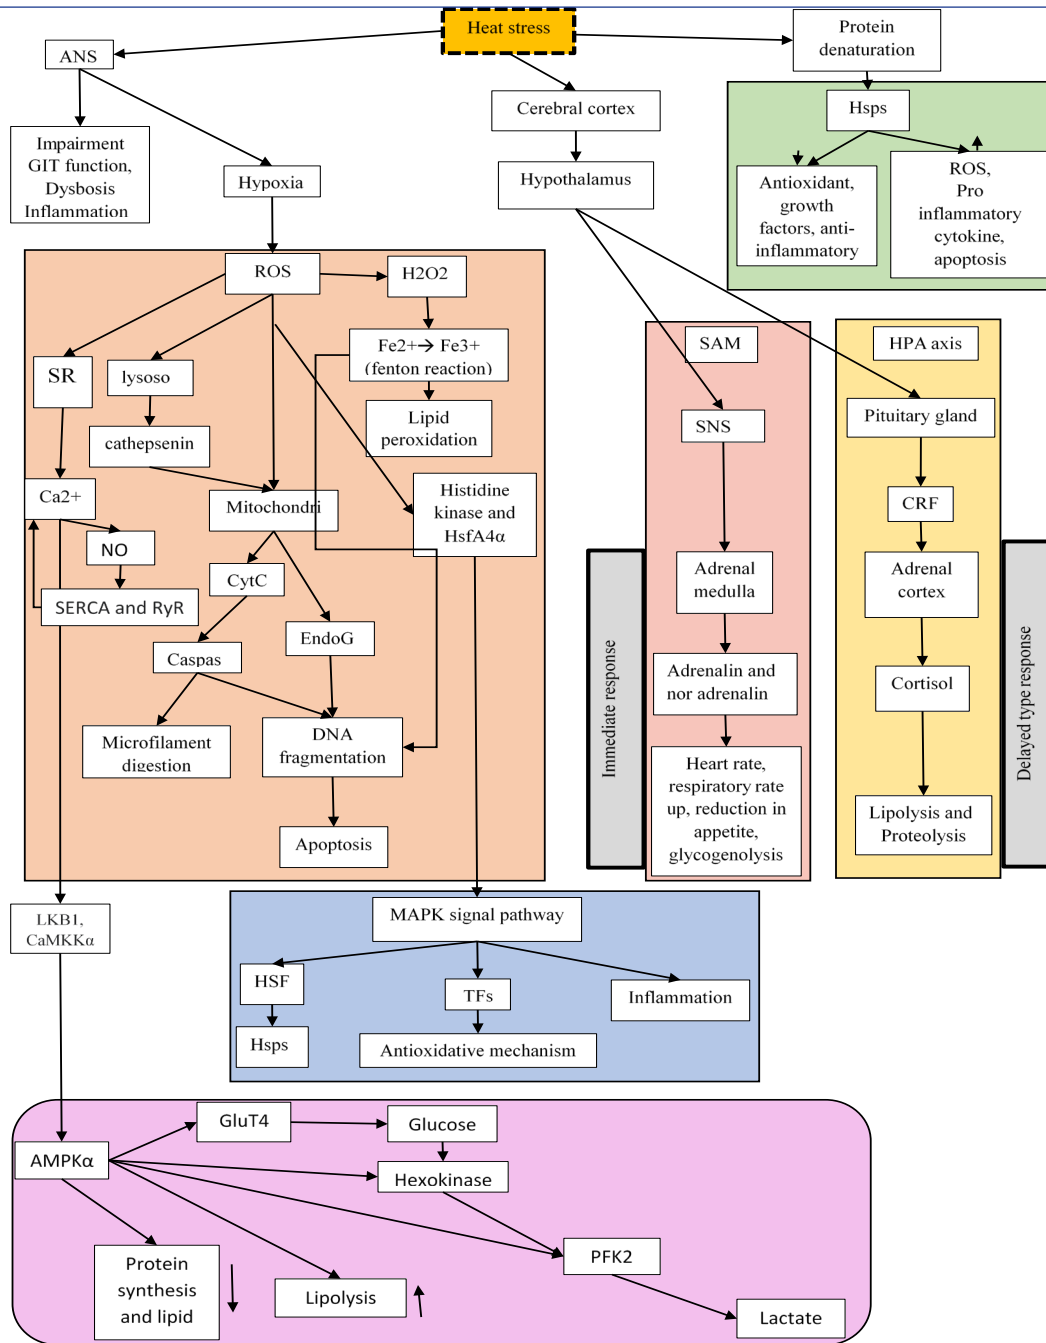 Heat stress
ANS
Protein
denaturation
Cerebral cortex
Hsps
Impairment
GIT function,
Dysbosis
Inflammation
Hypoxia
Hypothalamus
Antioxidant,
growth
factors, anti-
inflammatory
ROS,
Pro
inflammatory
cytokine,
apoptosis
ROS
H2O2
SR
lysoso
Fe2+→ Fe3+
(fenton reaction)
Lipid
peroxidation
cathepsenin
Ca2+
Mitochondri
Histidine
kinase and
HsfA4α
NO
CytC
SERCA and RyR
EndoG
Caspas
Microfilament
digestion
DNA
fragmentation
Apoptosis
SAM
SNS
Adrenal
medulla
Adrenalin and
nor adrenalin
Heart rate,
respiratory rate
up, reduction in
appetite,
glycogenolysis
Immediate response
HPA axis
Pituitary gland
CRF
Adrenal
cortex
Cortisol
Lipolysis and
Proteolysis
Delayed type response
LKB1,
CaMKKα
MAPK signal pathway
HSF
TFs
Inflammation
Hsps
Antioxidative mechanism
GluT4
Glucose
AMPKα
Hexokinase
PFK2
Protein
synthesis
and lipid
Lipolysis
Lactate